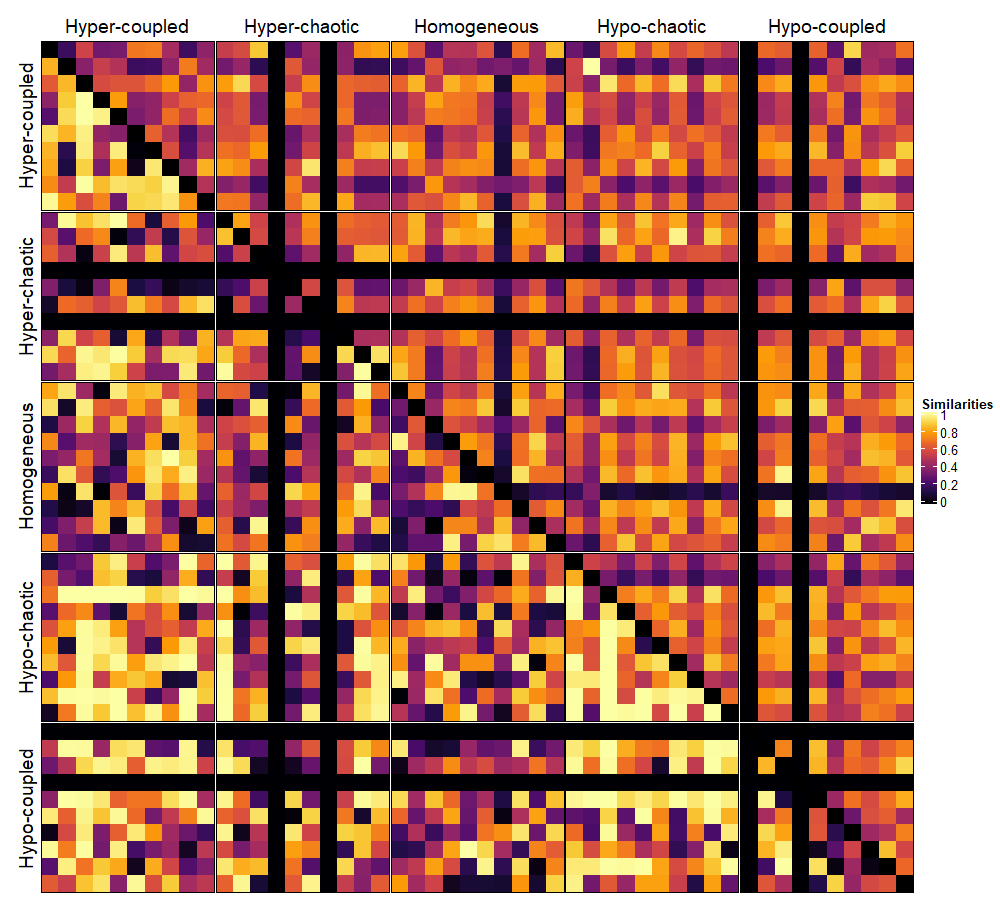 Hyper-coupled Hyper-chaotic Homogeneous Hypo-chaotic Hypo-coupled
Hyper-coupled
Hyper-chaotic
Homogeneous
Hypo-chaotic
Hypo-coupled
Similarities
1
0.8
0.6
0.4
0.2
0